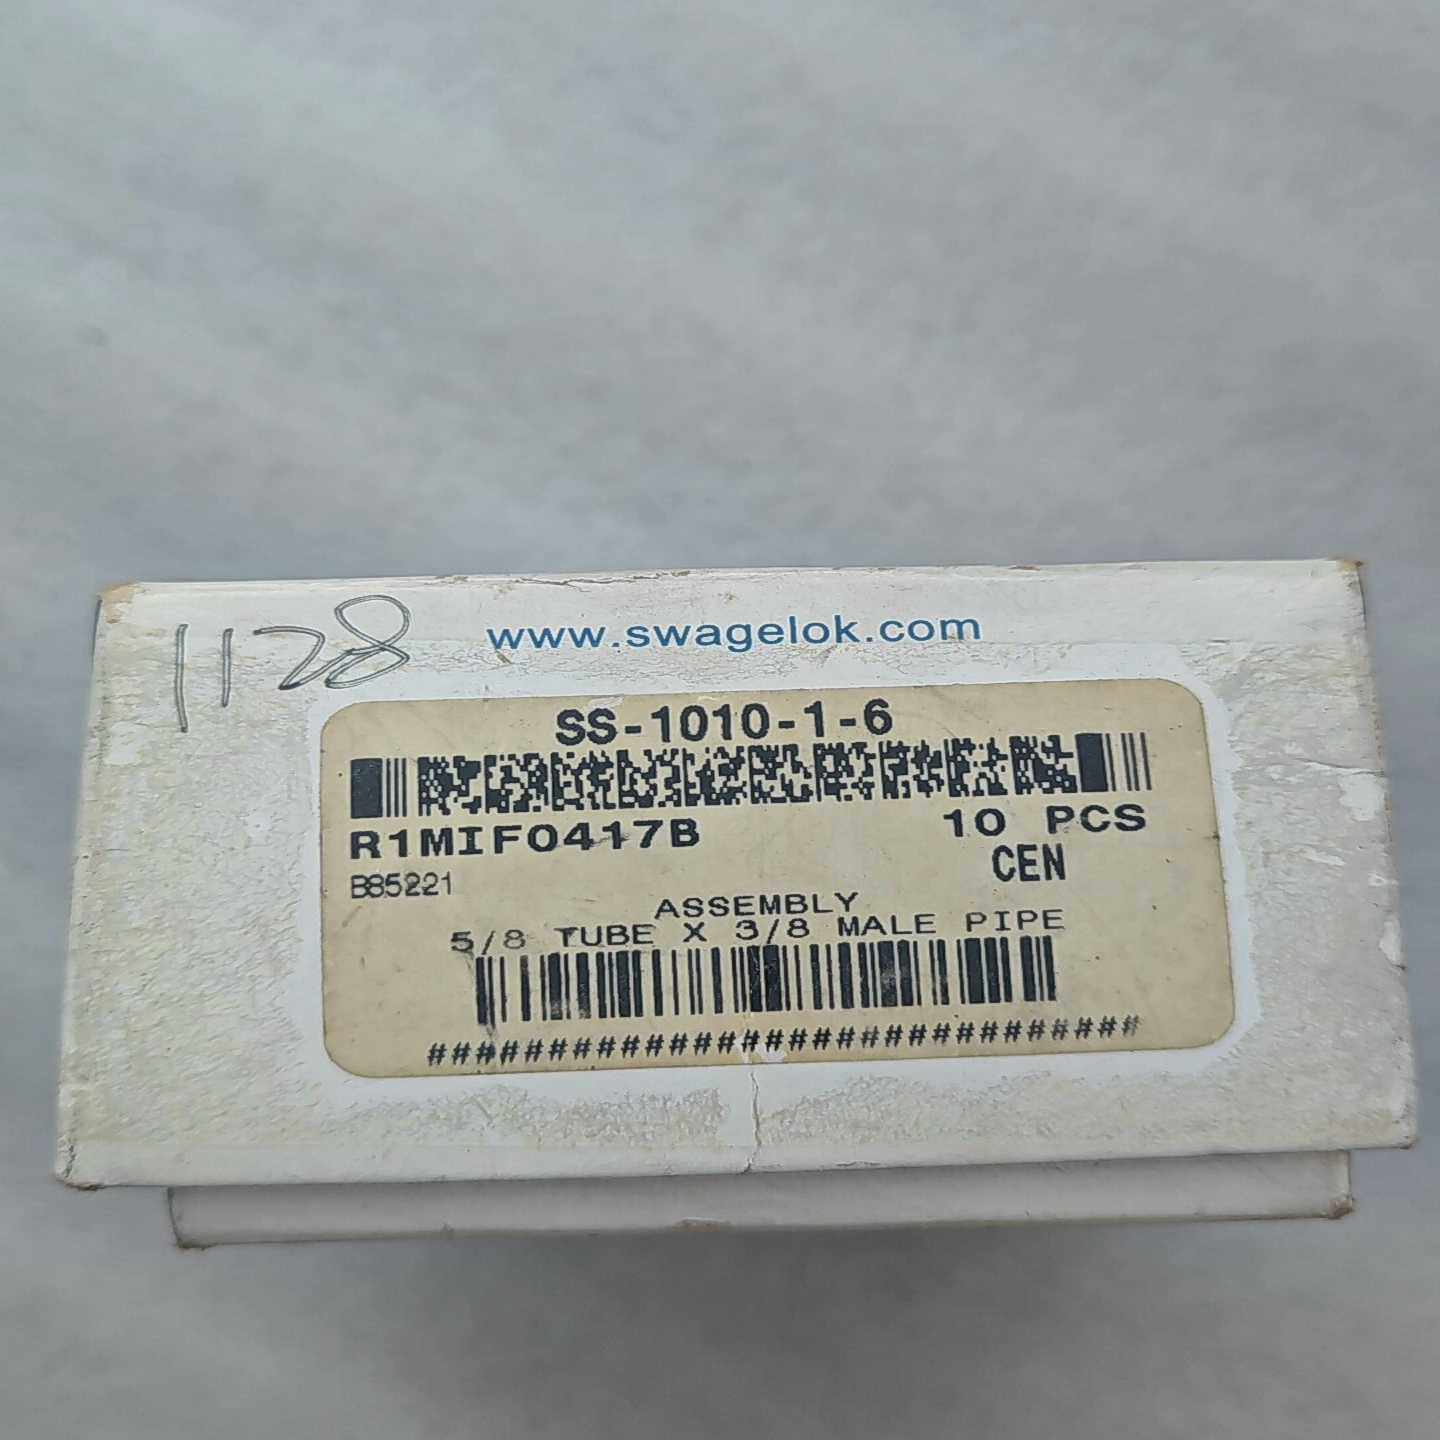 1128
www.swagelok.com
SS-1010-1-6
R1MIF0417B
10 PCS
CEN
B85221
ASSEMBLY
5/8 TUBE X 3/8 MALE PIPE
##############################